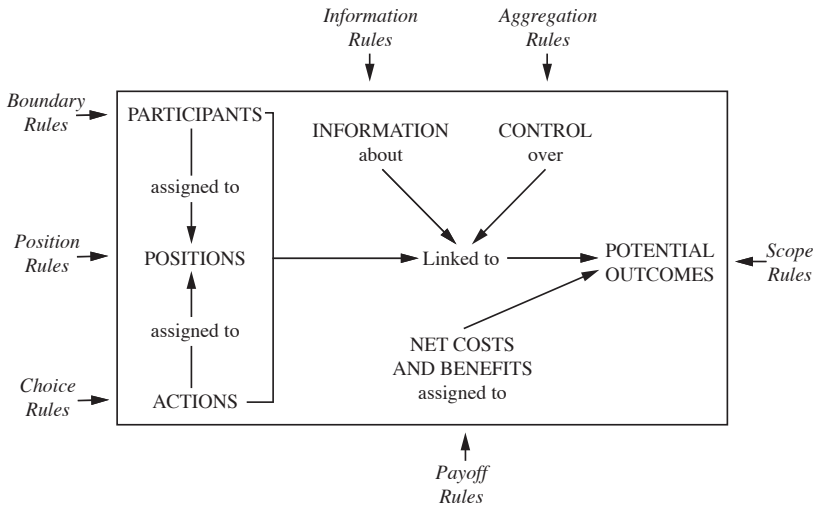 Information
Rules
Aggregation
Rules
Boundary
Rules
PARTICIPANTS
INFORMATION
about
CONTROL
over
assigned to
Position
Rules
POSITIONS
Linked to
POTENTIAL
OUTCOMES
Scope
Rules
assigned to
NET COSTS
AND BENEFITS
assigned to
Choice
Rules
ACTIONS
Payoff
Rules